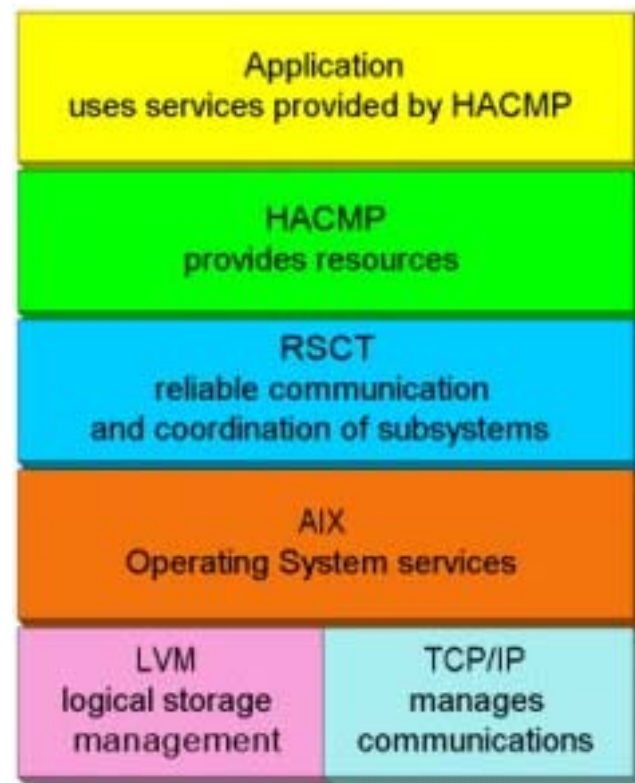 Application
uses services provided by HACMP
HACMP
provides resources
RSCT
reliable communication
and coordination of subsystems
AIX
Operating System services
LVM
logical storage
management
TCP/IP
manages
communications